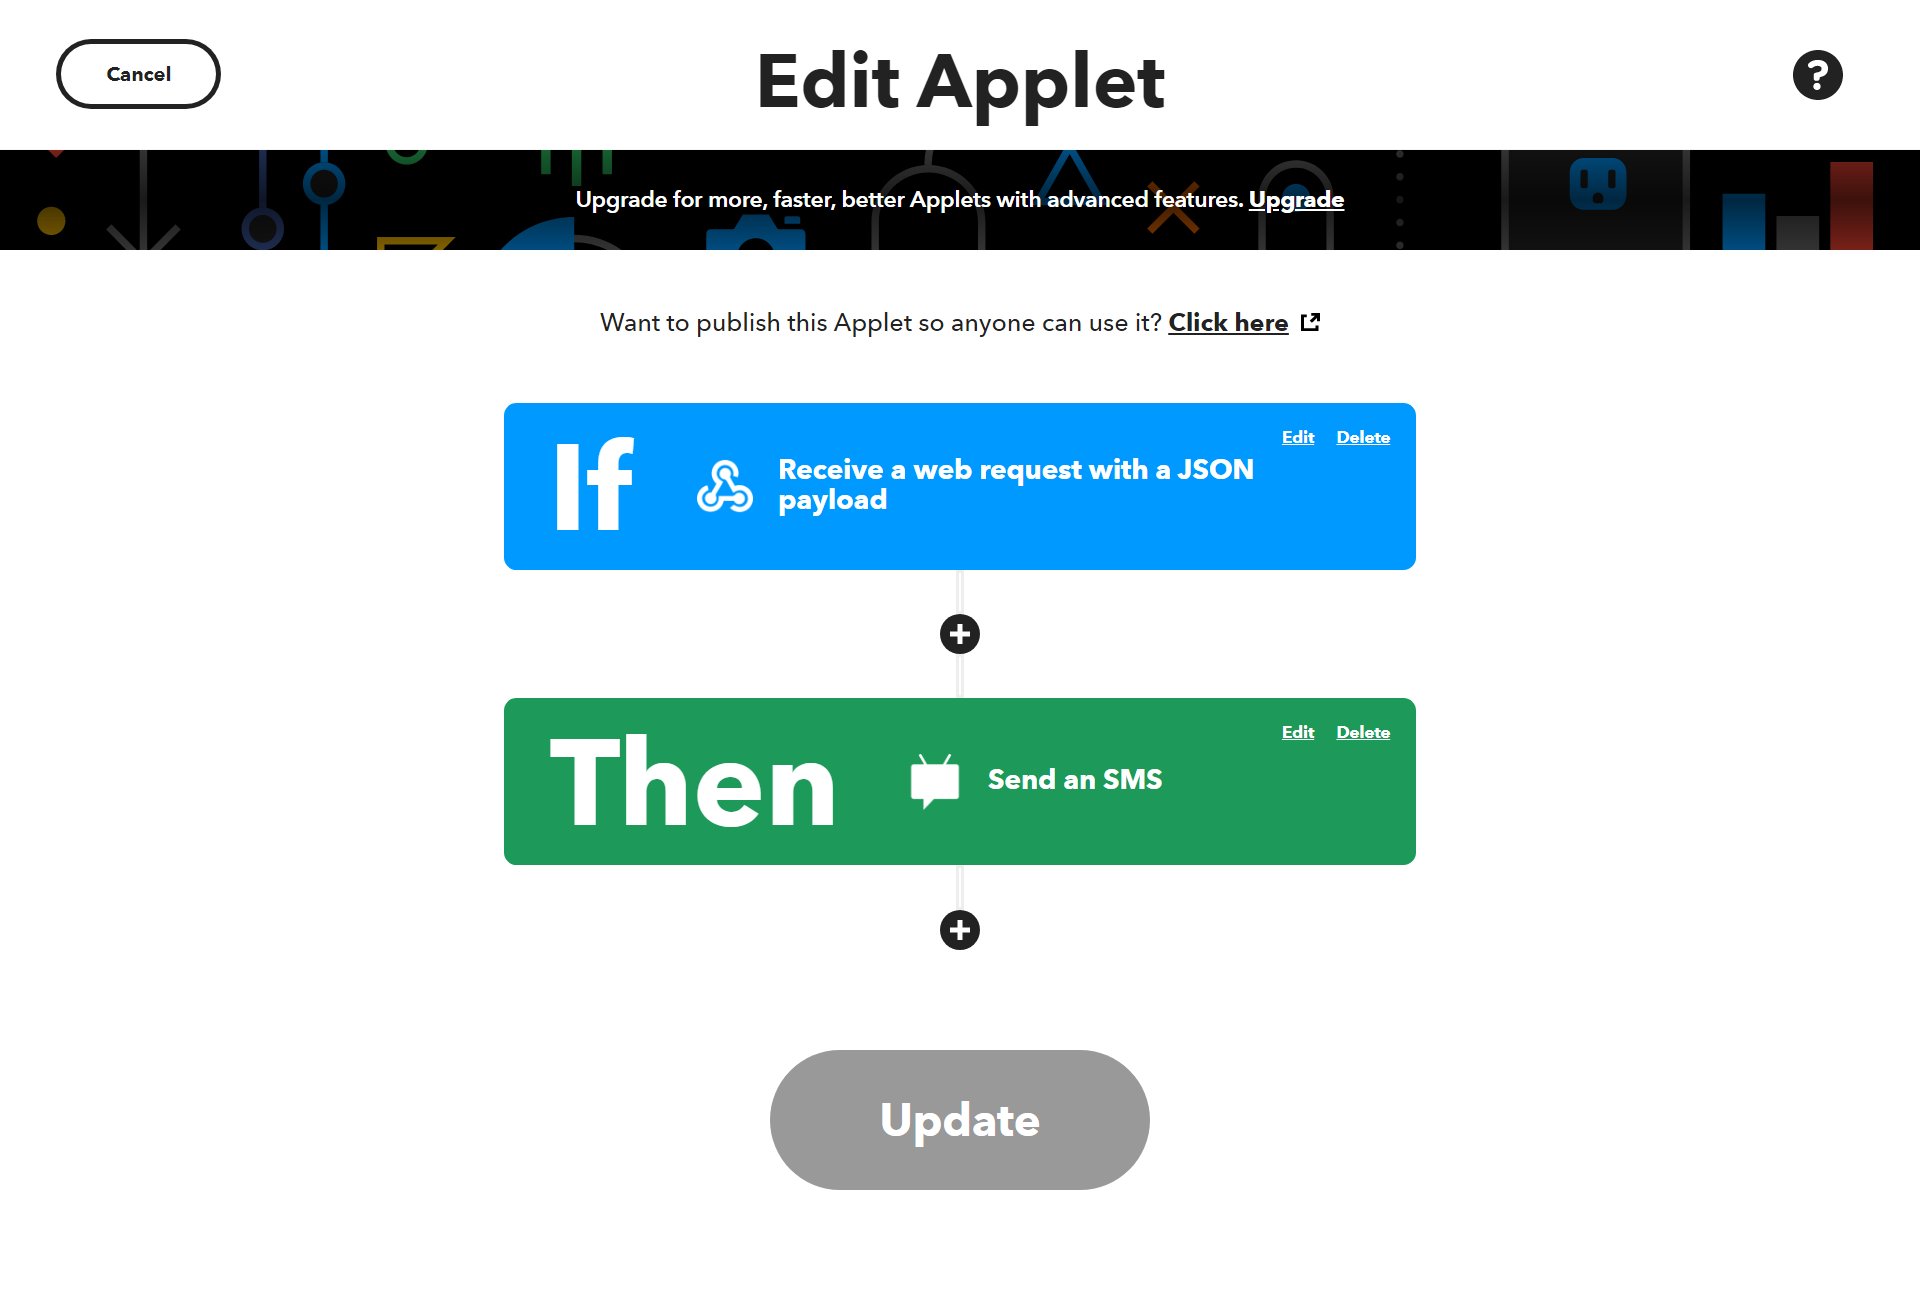 Cancel
Edit Applet
?
Upgrade for more, faster, better Applets with advanced features. Upgrade
Want to publish this Applet so anyone can use it? Click here
If
Receive a web request with a JSON
payload
Edit Delete
Then
Send an SMS
Edit Delete
Update